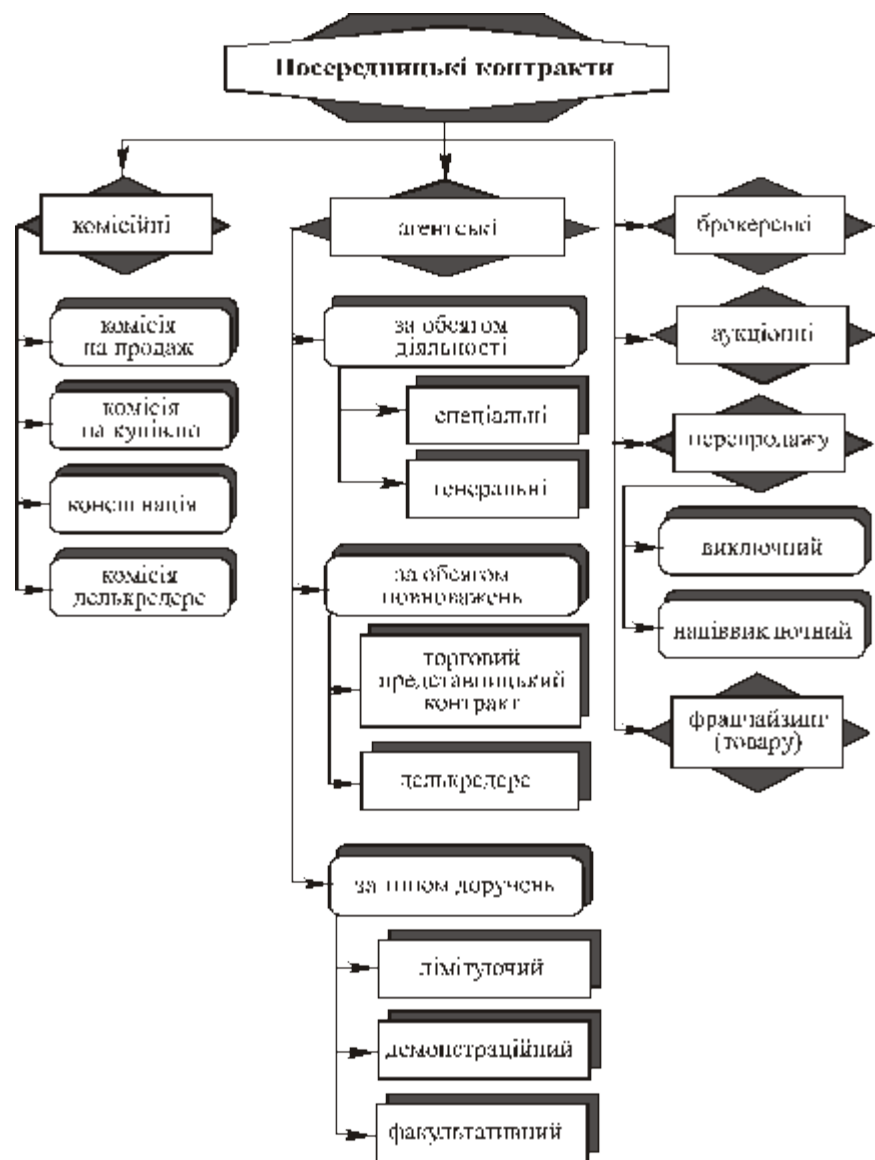 Посередницькі контракти
комісійні
комісія
на продаж
комісія
на купівлю
консигнація
комісія
делькредере
агентські
за обсягом
діяльності
спеціальні
генеральні
за обсягом
повноважень
торговий
представницький
контракт
делькредере
за типом доручень
лімітуючий
демонстраційний
факультативний
брокерські
аукціонні
перепродажу
виключний
напіввиключний
франчайзинг
(товару)